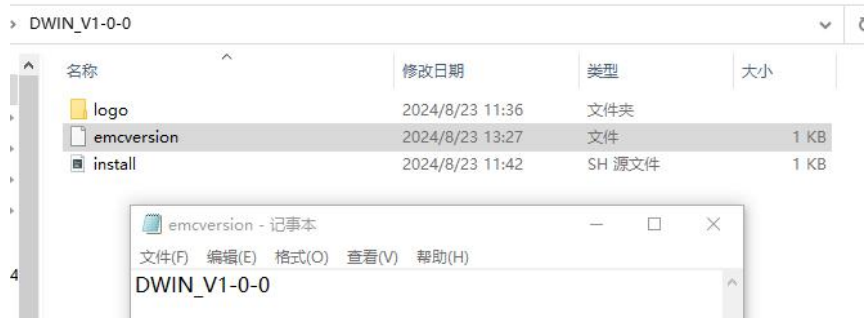 DWIN_V1-0-0
名称 修改日期 类型 大小
logo 2024/8/23 11:36 文件夹
emcversion 2024/8/23 13:27 文件 1 KB
install 2024/8/23 11:42 SH 源文件 1 KB
emcversion - 记事本
文件(F) 编辑(E) 格式(O) 查看(V) 帮助(H)
4
DWIN_V1-0-0